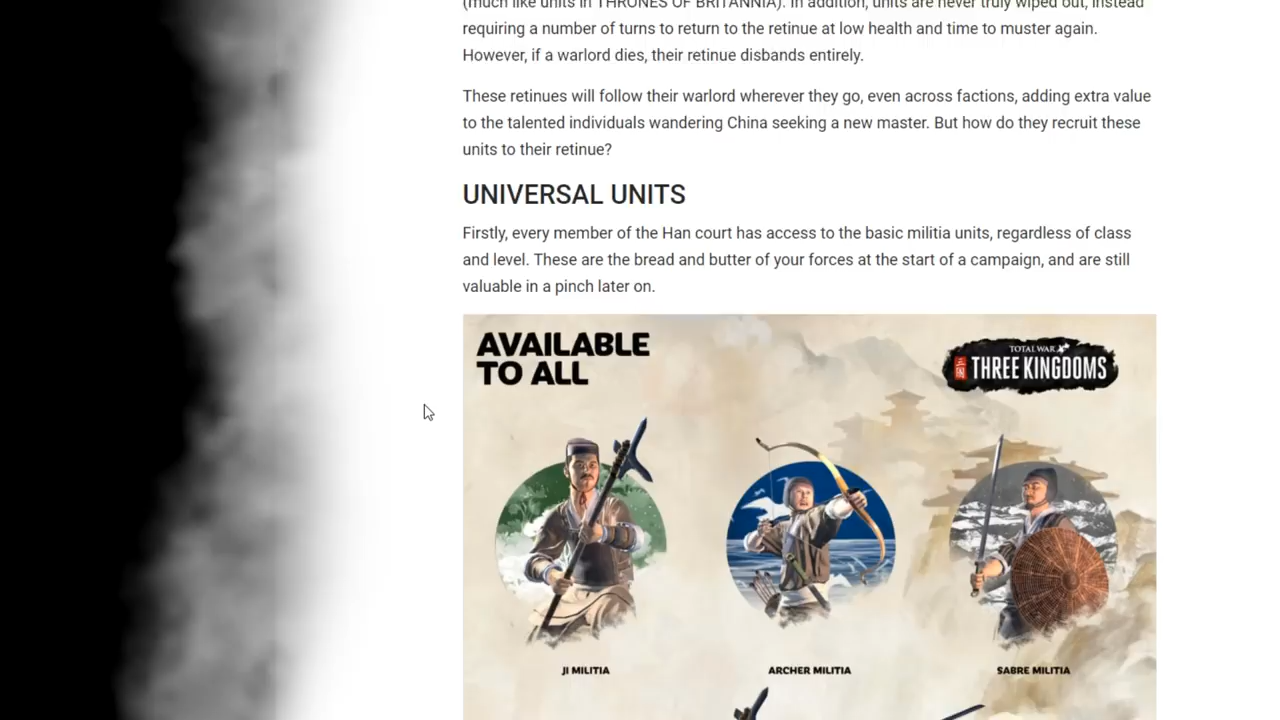 (much like units in THRONES OF BRITANNIA). In addition, units are never truly wiped out, instead
requiring a number of turns to return to the retinue at low health and time to muster again.
However, if a warlord dies, their retinue disbands entirely.
These retinues will follow their warlord wherever they go, even across factions, adding extra value
to the talented individuals wandering China seeking a new master. But how do they recruit these
units to their retinue?
UNIVERSAL UNITS
Firstly, every member of the Han court has access to the basic militia units, regardless of class
and level. These are the bread and butter of your forces at the start of a campaign, and are still
valuable in a pinch later on.
AVAILABLE
TO ALL
TOTAL WAR
三國 THREE KINGDOMS
JI MILITIA
ARCHER MILITIA
SABRE MILITIA